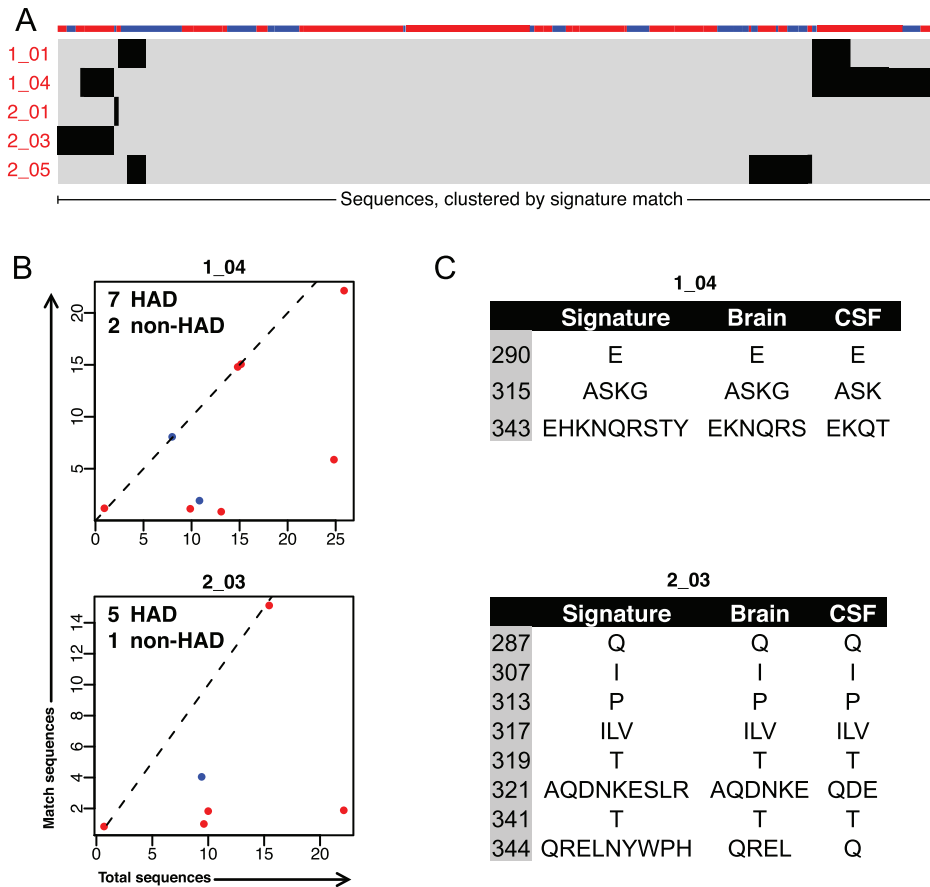 A
1_01
1_04
2_01
2_03
2_05
Sequences, clustered by signature match
B
1_04
7 HAD
2 non-HAD
20
15
10
5
0 5 10 15 20 25
2_03
5 HAD
1 non-HAD
14
12
10
8
6
4
2
0 5 10 15 20
Match sequences
Total sequences
C
1_04
Signature Brain CSF
290 E E E
315 ASKG ASKG ASK
343 EHKNQRSTY EKNQRS EKQT
2_03
Signature Brain CSF
287 Q Q Q
307 I I I
313 P P P
317 ILV ILV ILV
319 T T T
321 AQDNKESLR AQDNKE QDE
341 T T T
344 QRELNYWPH QREL Q